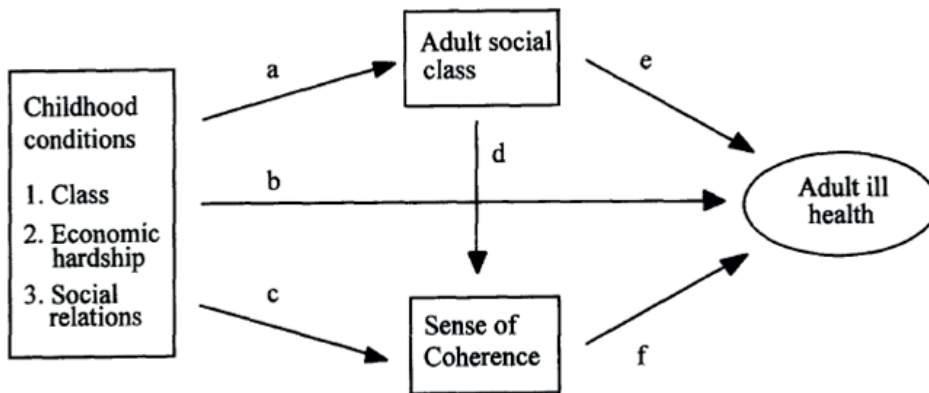 Childhood
conditions
1. Class
2. Economic
hardship
3. Social
relations
a
b
c
Adult social
class
d
Sense of
Coherence
e
f
Adult ill
health